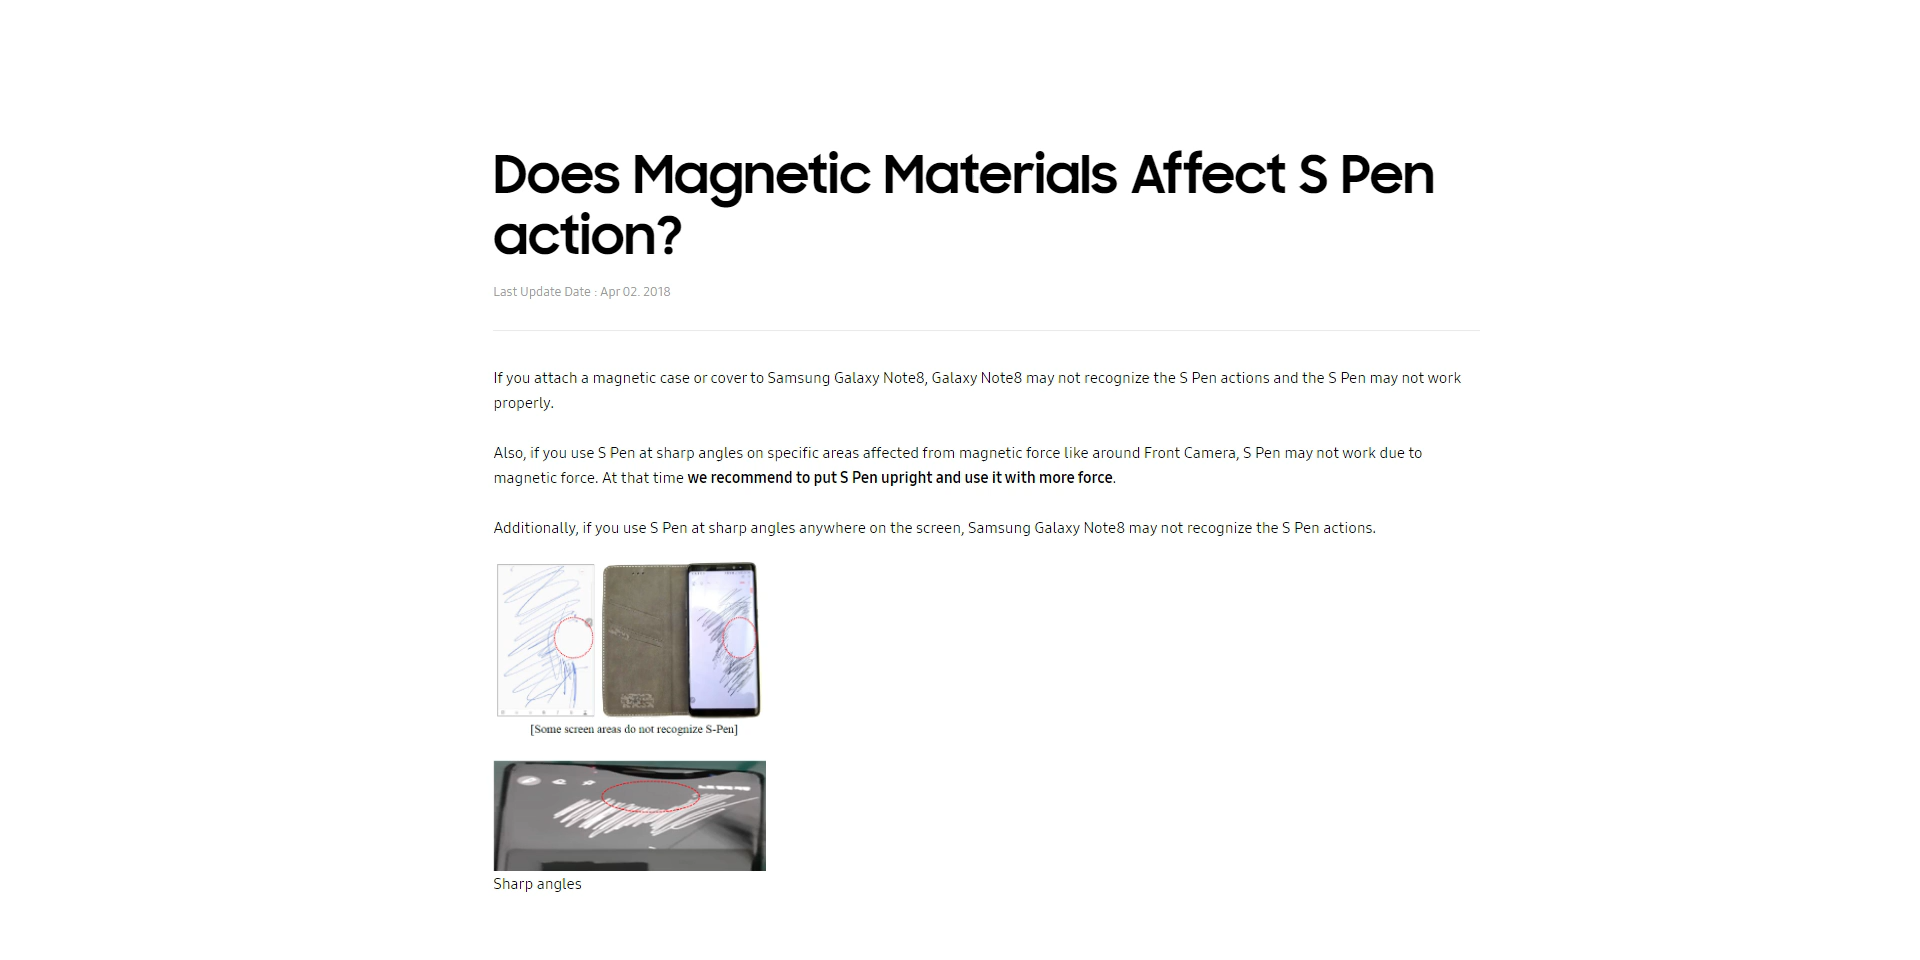 Does Magnetic Materials Affect S Pen
action?
Last Update Date : Apr 02. 2018
If you attach a magnetic case or cover to Samsung Galaxy Note8, Galaxy Note8 may not recognize the S Pen actions and the S Pen may not work
properly.
Also, if you use S Pen at sharp angles on specific areas affected from magnetic force like around Front Camera, S Pen may not work due to
magnetic force. At that time we recommend to put S Pen upright and use it with more force.
Additionally, if you use S Pen at sharp angles anywhere on the screen, Samsung Galaxy Note8 may not recognize the S Pen actions.
[Some screen areas do not recognize S-Pen]
Sharp angles